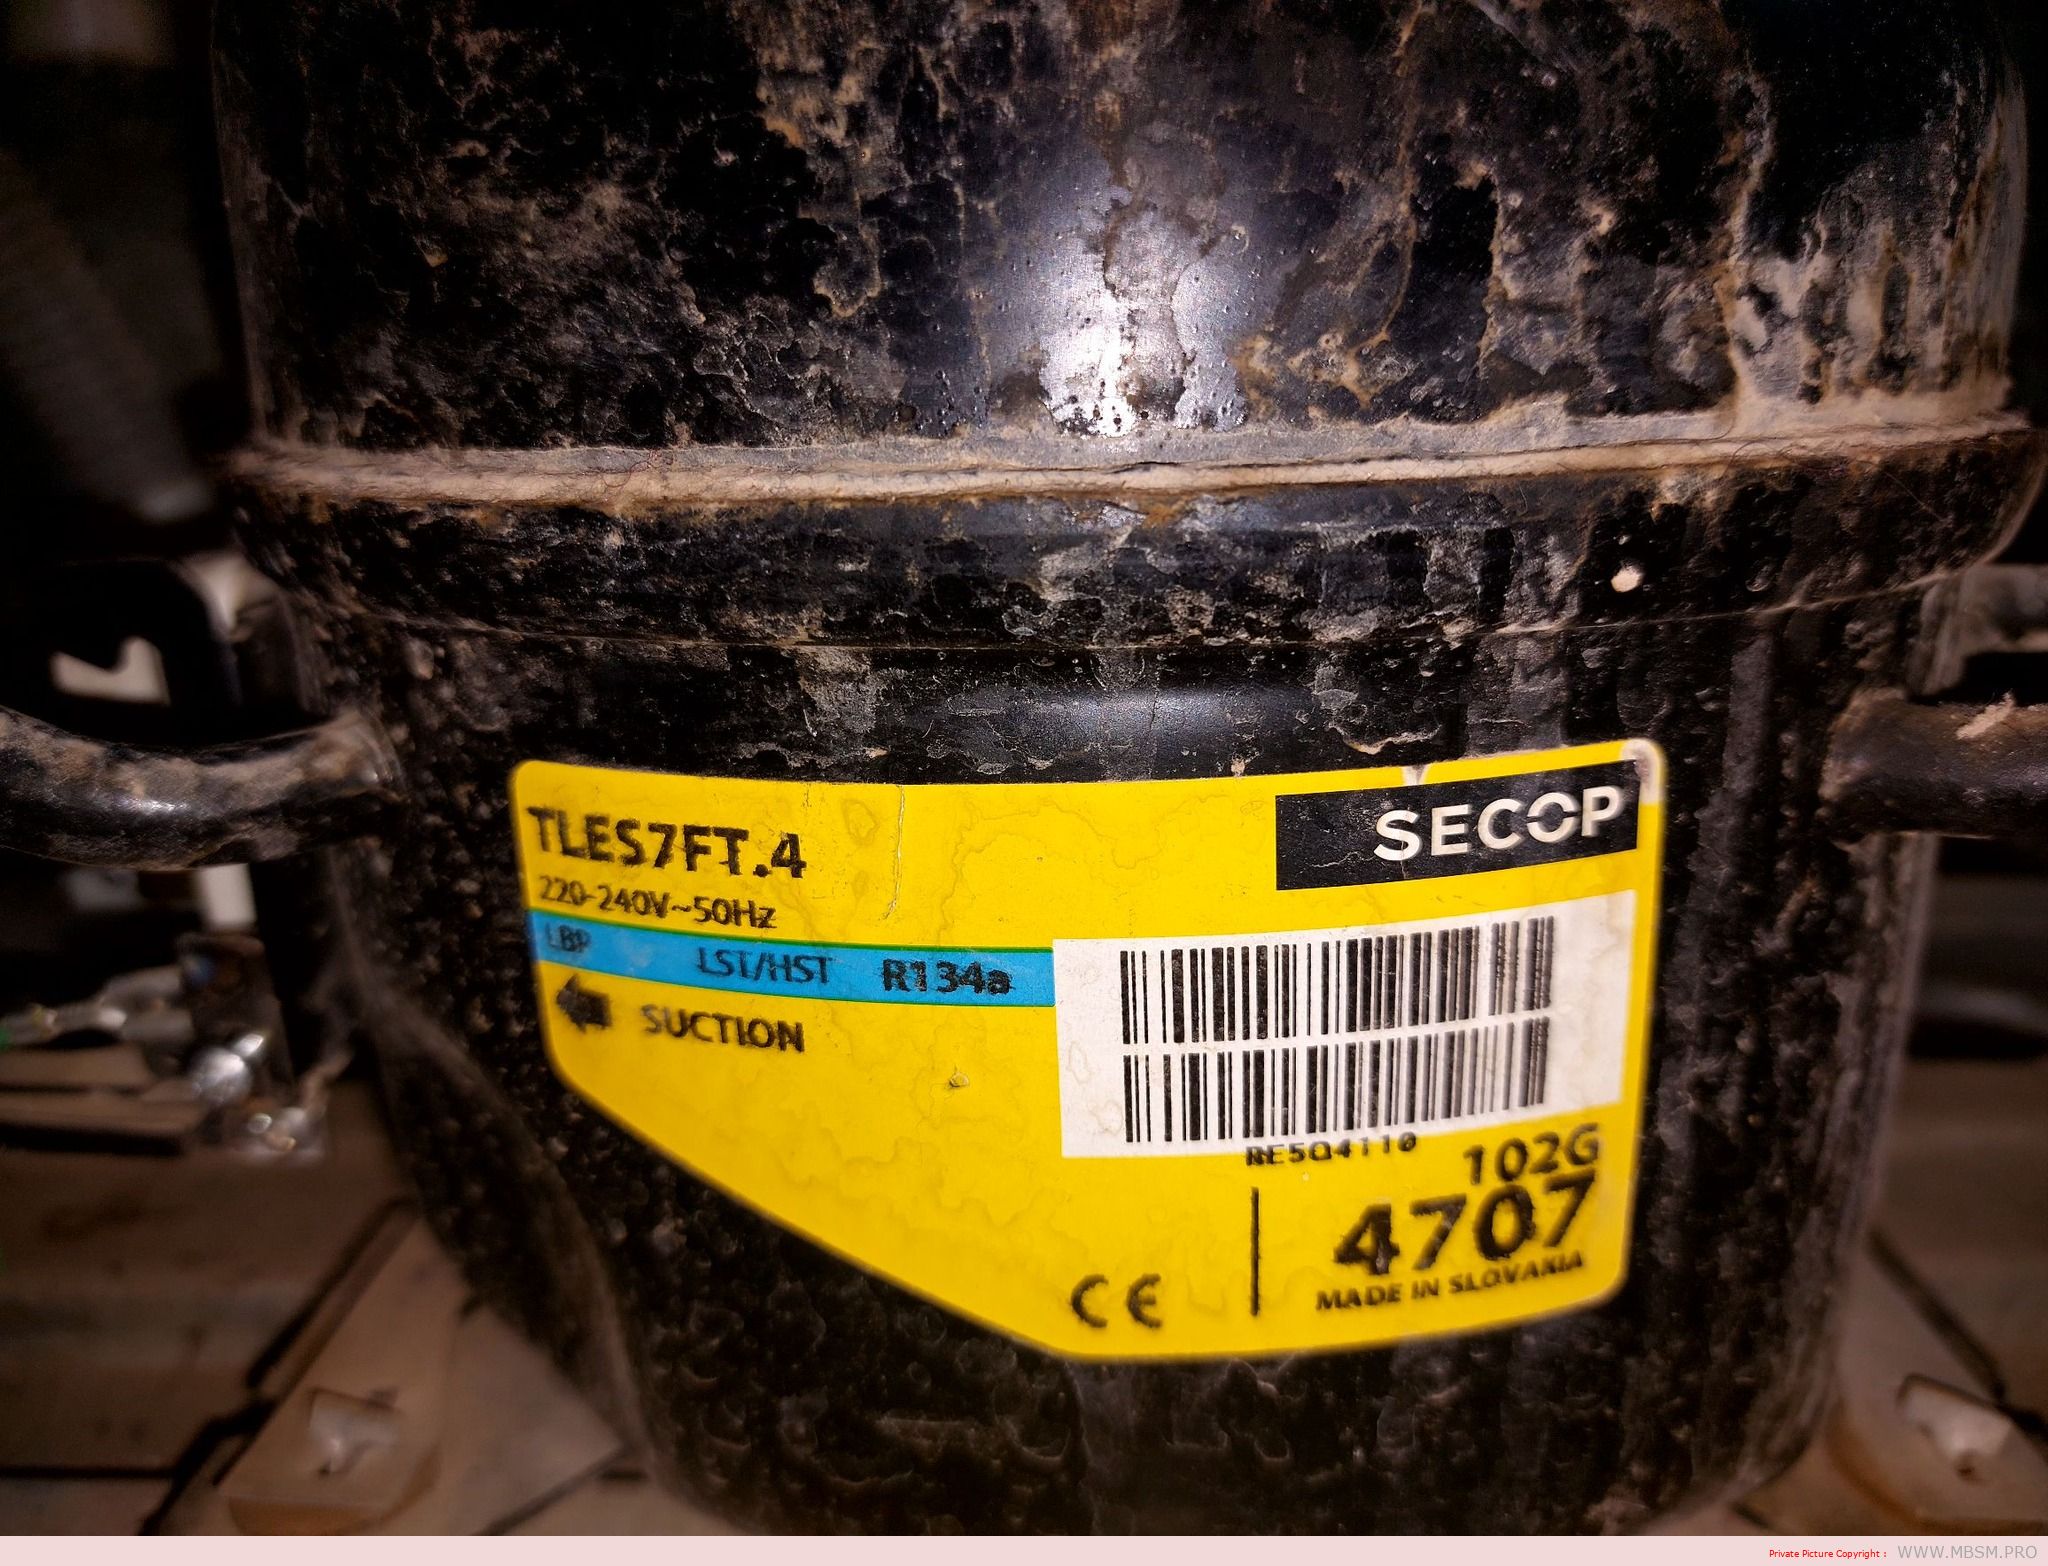 TLES7FT.4
SECOP
220-240V~50Hz
LBP LST/HST R134a
SUCTION
102G
4707
MADE IN SLOVAKIA
CE
Private Picture Copyright : WWW.MBSM.PRO